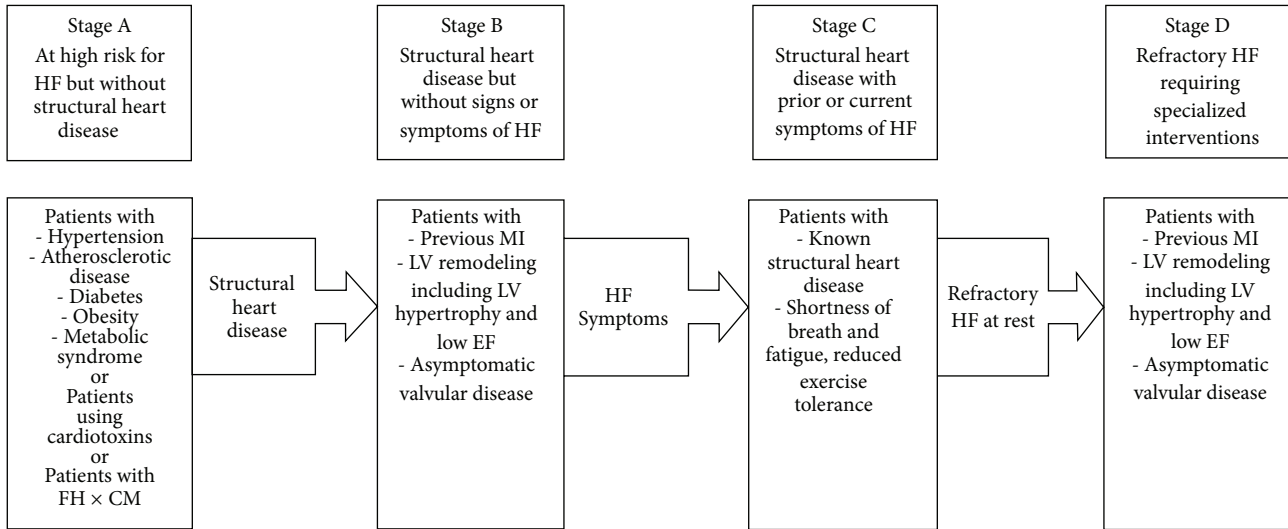 Stage A
At high risk for
HF but without
structural heart
disease
Stage B
Structural heart
disease but
without signs or
symptoms of HF
Stage C
Structural heart
disease with
prior or current
symptoms of HF
Stage D
Refractory HF
requiring
specialized
interventions
Patients with
- Hypertension
- Atherosclerotic
disease
- Diabetes
- Obesity
- Metabolic
syndrome
or
Patients
using
cardiotoxins
or
Patients with
FH × CM
Structural
heart
disease
Patients with
- Previous MI
- LV remodeling
including LV
hypertrophy and
low EF
- Asymptomatic
valvular disease
HF
Symptoms
Patients with
- Known
structural heart
disease
- Shortness of
breath and
fatigue, reduced
exercise
tolerance
Refractory
HF at rest
Patients with
- Previous MI
- LV remodeling
including LV
hypertrophy and
low EF
- Asymptomatic
valvular disease